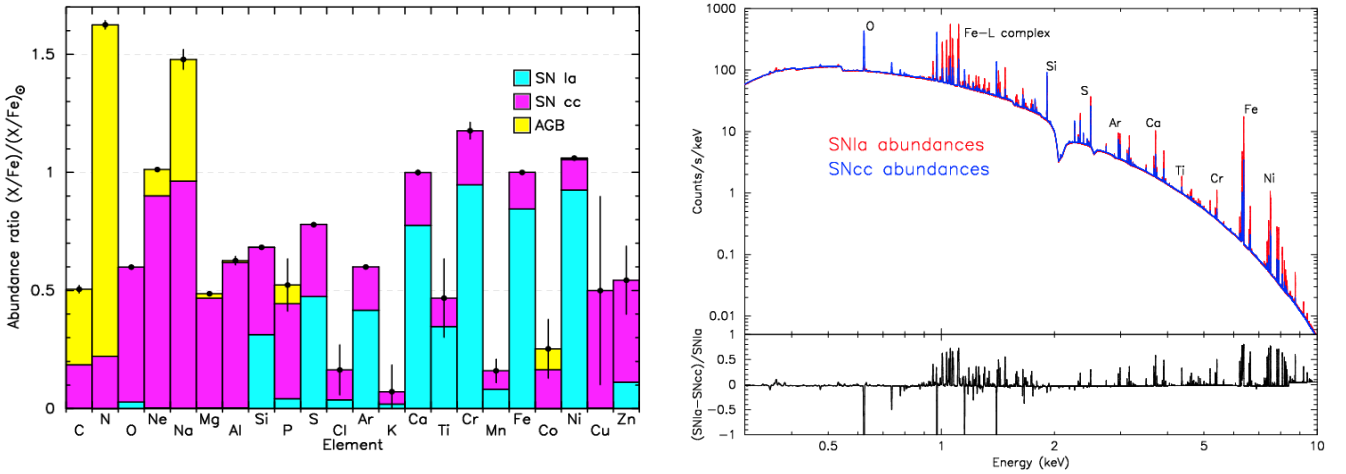 Abundance ratio (X/Fe)/(X/Fe)⊙
1.5
1
0.5
0
SN Ia
SN cc
AGB
C N O Ne Na Mg Al Si P S Cl Ar K Ca Ti Cr Mn Fe Co Ni Cu Zn
Element
Counts/s/keV
1000
100
10
1
0.1
0.01
1
O
Fe−L complex
Si
S
Ar
Ca
Ti
Cr
Fe
Ni
SNIa abundances
SNcc abundances
(SNIa−SNcc)/SNIa
0.5
0
−0.5
−1
0.5 1 2 5 10
Energy (keV)